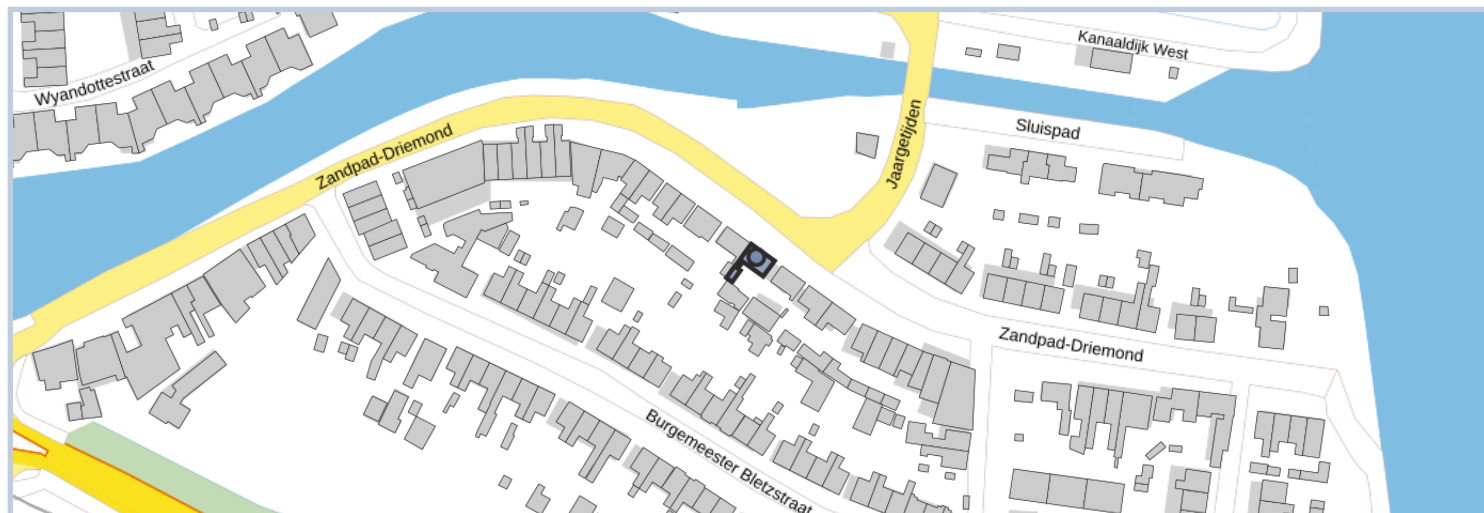 Kanaaldijk West
Wyandottestraat
Sluispad
Zandpad-Driemond
Jaargetijden
Zandpad-Driemond
Burgemeester Bletzstraat